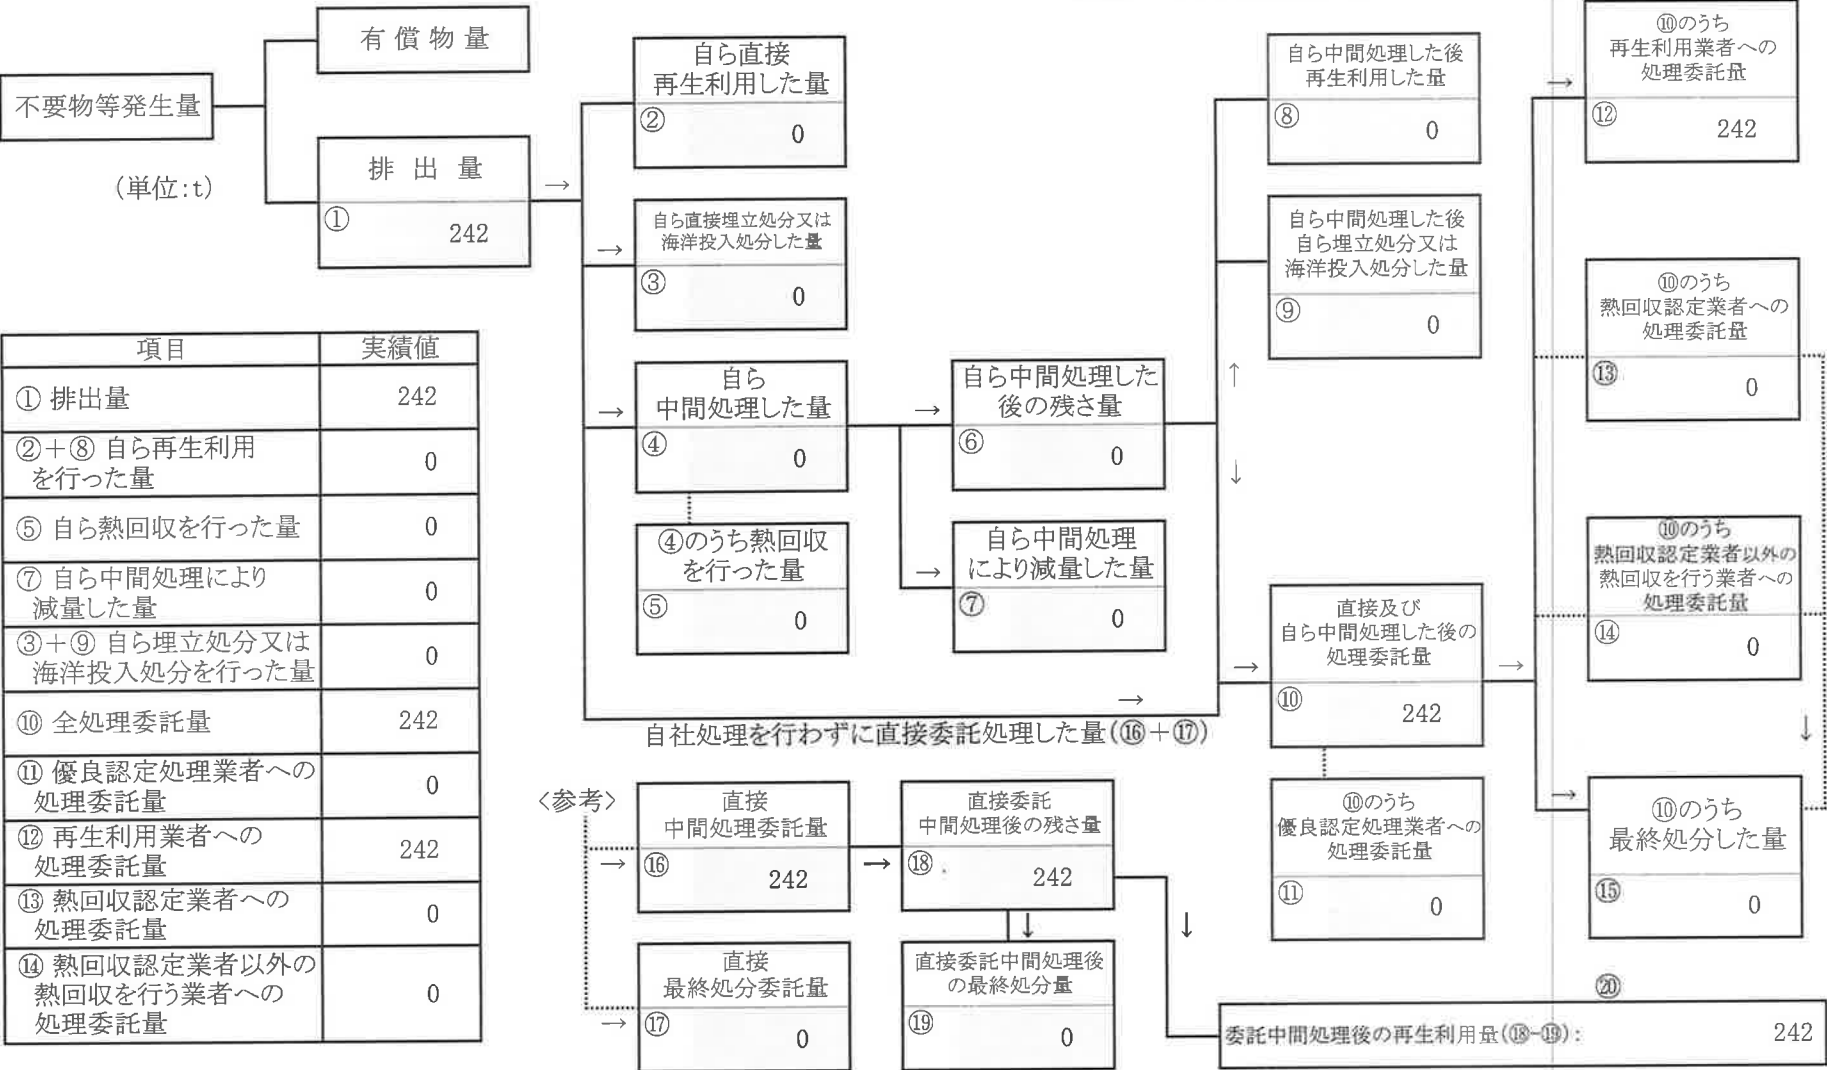 不要物等発生量
(単位:t)
有償物量
排出量
①
242
→
自ら直接
再生利用した量
②
0
自ら直接埋立処分又は
海洋投入処分した量
→
③
0
自ら
中間処理した量
→
④
0
④のうち熱回収
を行った量
⑤
0
→
自ら中間処理した
後の残さ量
⑥
0
→
自ら中間処理
により減量した量
⑦
0
自ら中間処理した後
再生利用した量
⑧
0
自ら中間処理した後
自ら埋立処分又は
海洋投入処分した量
⑨
0
↑
↓
→
自社処理を行わずに直接委託処理した量(⑯+⑰)
→
直接及び
自ら中間処理した後の
処理委託量
⑩
242
→
⑩のうち
優良認定処理業者への
処理委託量
⑪
0
→
⑩のうち
再生利用業者への
処理委託量
⑫
242
⑩のうち
熱回収認定業者への
処理委託量
⑬
0
⑩のうち
熱回収認定業者以外の
熱回収を行う業者への
処理委託量
⑭
0
↓
→
⑩のうち
最終処分した量
⑮
0
項目 実績値
① 排出量 242
②+⑧ 自ら再生利用
を行った量 0
⑤ 自ら熱回収を行った量 0
⑦ 自ら中間処理により
減量した量 0
③+⑨ 自ら埋立処分又は
海洋投入処分を行った量 0
⑩ 全処理委託量 242
⑪ 優良認定処理業者への
処理委託量 0
⑫ 再生利用業者への
処理委託量 242
⑬ 熱回収認定業者への
処理委託量 0
⑭ 熱回収認定業者以外の
熱回収を行う業者への
処理委託量 0
〈参考〉
直接
中間処理委託量
→
⑯
242
→
直接委託
中間処理後の残さ量
⑱
242
直接
最終処分委託量
→
⑰
0
↓
直接委託中間処理後
の最終処分量
⑲
0
↓
⑳
委託中間処理後の再生利用量(⑱-⑲): 242